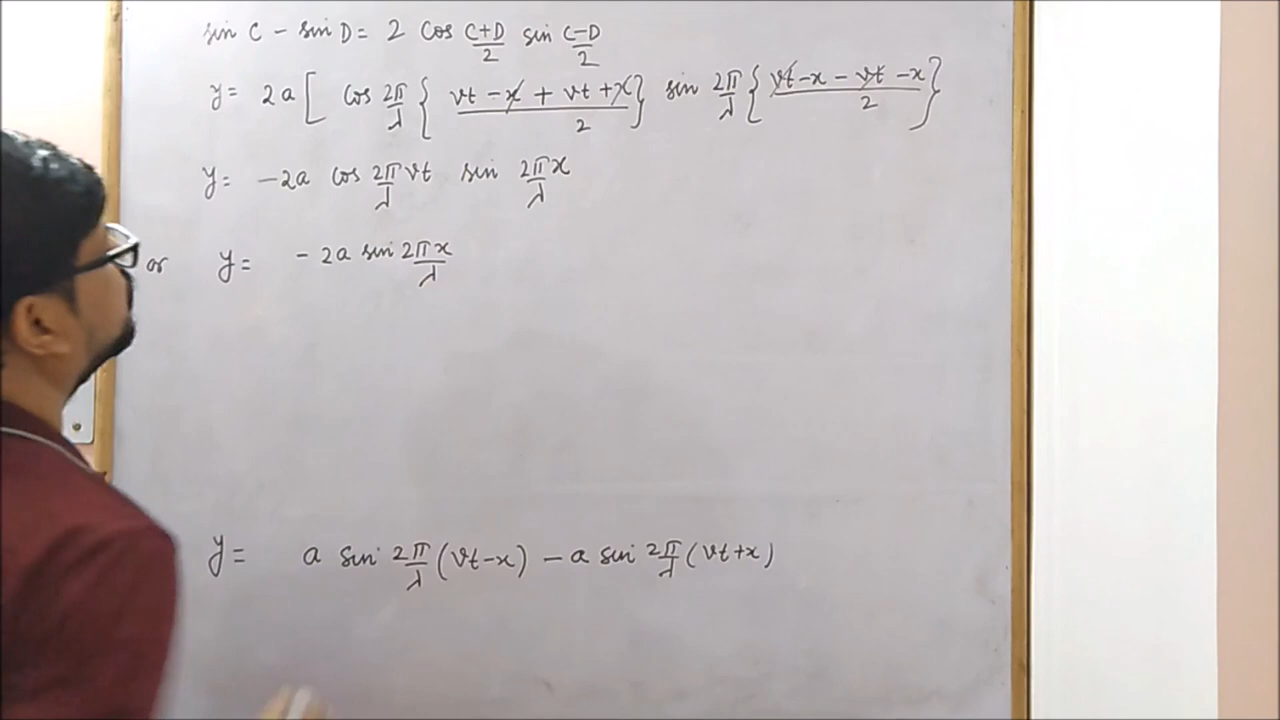 sin C - sin D = 2 cos C+D/2 sin C-D/2
y = 2a [ cos 2π/λ { vt - x + vt + x/2 } sin 2π/λ { vt - x - vt - x/2 }
y = -2a cos 2π/λ vt sin 2π/λ x
or y = - 2a sin 2πx/λ
y = a sin 2π/λ (vt-x) - a sin 2π/λ (vt+x)